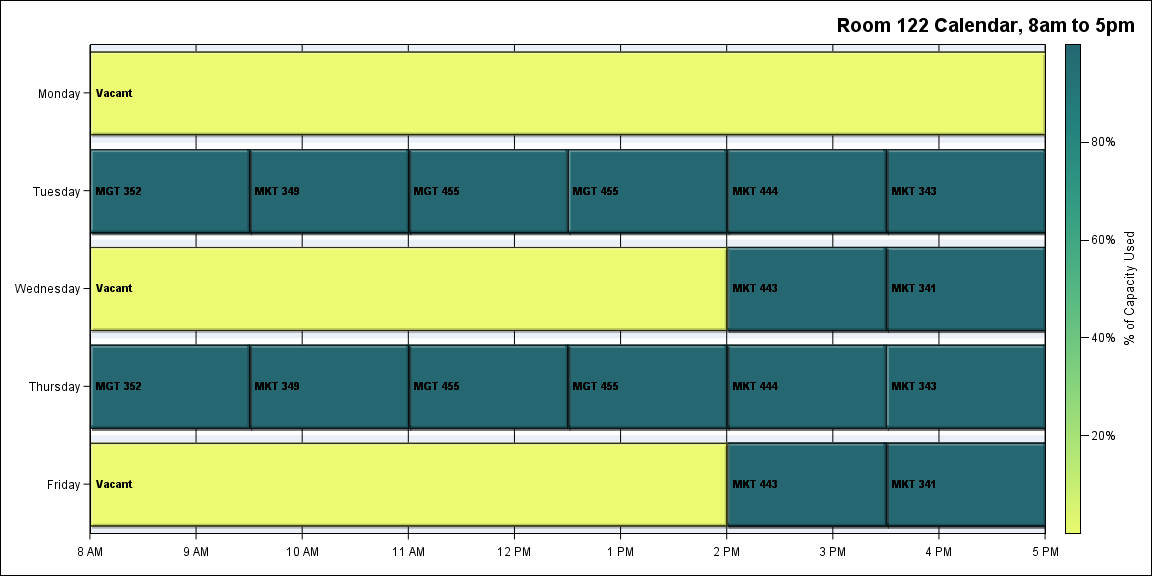 Room 122 Calendar, 8am to 5pm
Monday
Vacant
Tuesday
MGT 352
MKT 349
MGT 455
MGT 455
MKT 444
MKT 343
Wednesday
Vacant
MKT 443
MKT 341
Thursday
MGT 352
MKT 349
MGT 455
MGT 455
MKT 444
MKT 343
Friday
Vacant
MKT 443
MKT 341
8 AM
9 AM
10 AM
11 AM
12 PM
1 PM
2 PM
3 PM
4 PM
5 PM
80%
60%
40%
20%
% of Capacity Used